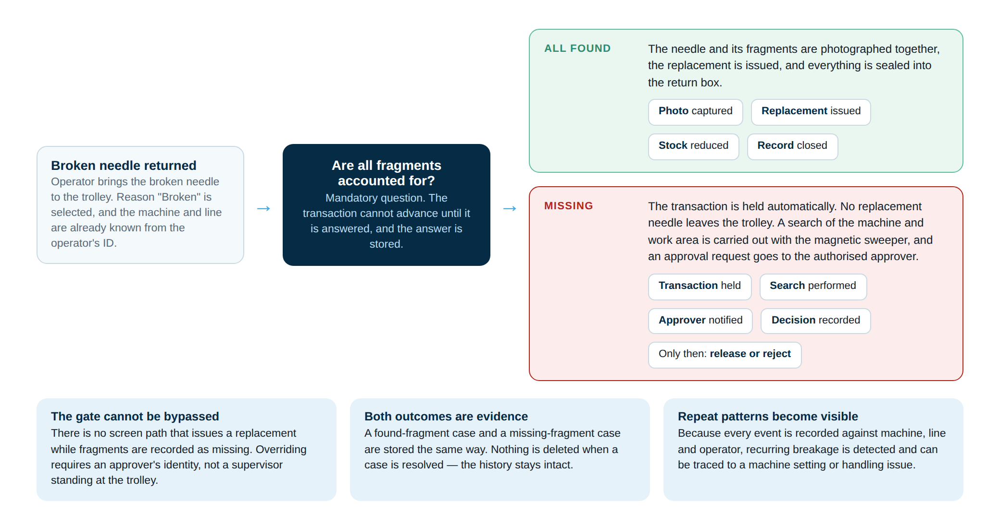 Broken needle returned
Operator brings the broken needle
to the trolley. Reason "Broken" is
selected, and the machine and line
are already known from the
operator's ID.
→
Are all fragments
accounted for?
Mandatory question. The
transaction cannot advance until it
is answered, and the answer is
stored.
→
ALL FOUND
The needle and its fragments are photographed together,
the replacement is issued, and everything is sealed into
the return box.
Photo captured
Replacement issued
Stock reduced
Record closed
MISSING
The transaction is held automatically. No replacement
needle leaves the trolley. A search of the machine and
work area is carried out with the magnetic sweeper, and
an approval request goes to the authorised approver.
Transaction held
Search performed
Approver notified
Decision recorded
Only then: release or reject
The gate cannot be bypassed
There is no screen path that issues a replacement
while fragments are recorded as missing. Overriding
requires an approver's identity, not a supervisor
standing at the trolley.
Both outcomes are evidence
A found-fragment case and a missing-fragment case
are stored the same way. Nothing is deleted when a
case is resolved — the history stays intact.
Repeat patterns become visible
Because every event is recorded against machine, line
and operator, recurring breakage is detected and can
be traced to a machine setting or handling issue.